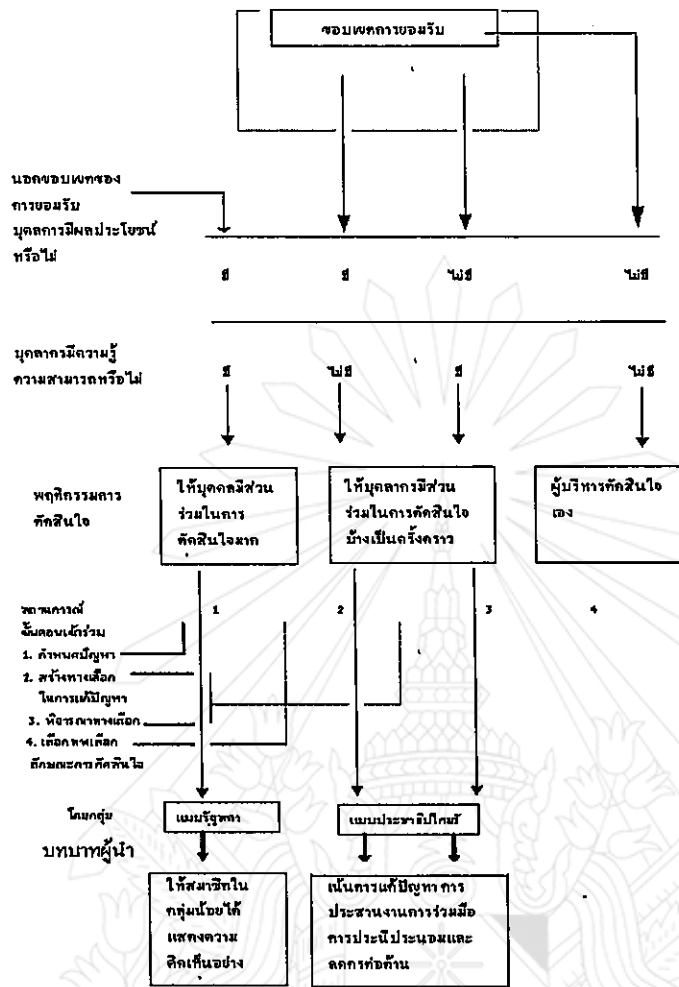 ขอบเขตการยอมรับ
นอกขอบเขตของ
การยอมรับ
บุคลการมีผลประโยชน์
หรือไม่
มี มี ไม่มี ไม่มี
บุคลากรมีความรู้
ความสามารถหรือไม่
มี ไม่มี มี ไม่มี
พฤติกรรมการ
ตัดสินใจ
ให้บุคคลมีส่วน
ร่วมในการ
ตัดสินใจมาก
ให้บุคลากรมีส่วน
ร่วมในการตัดสินใจ
บ้างเป็นครั้งคราว
ผู้บริหารตัดสินใจ
เอง
สถานการณ์
1 2 3 4
ขั้นตอนเข้าร่วม
1. กำหนดปัญหา
2. สร้างทางเลือก
ในการแก้ปัญหา
3. พิจารณาทางเลือก
4. เลือกทางเลือก
ลักษณะการตัดสินใจ
โดยกลุ่ม
แบบรัฐสภา
แบบประชาธิปไตย
บทบาทผู้นำ
ให้สมาชิกใน
กลุ่มน้อยได้
แสดงความ
คิดเห็นอย่าง
เน้นการแก้ปัญหา การ
ประสานงานการร่วมมือ
การประนีประนอมและ
ลดการต่อต้าน